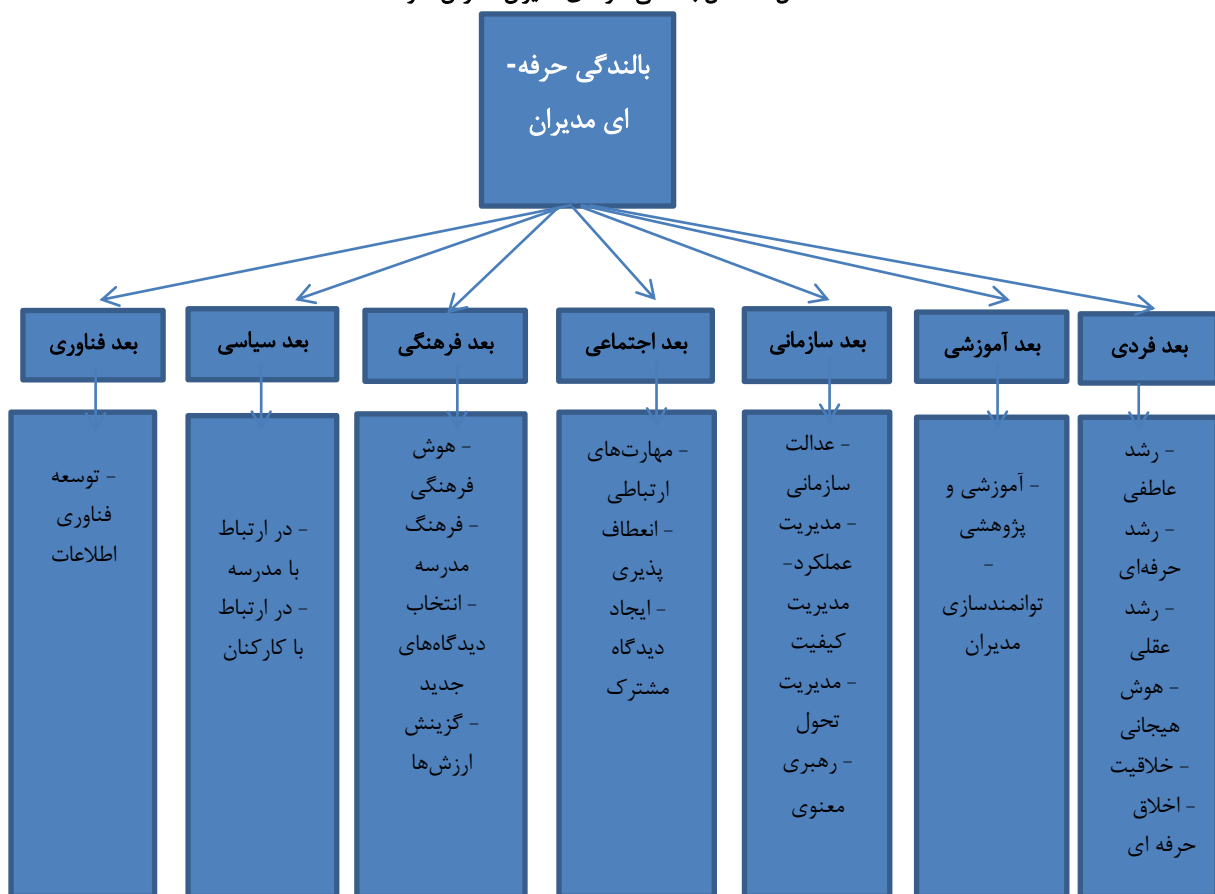 بالندگی حرفه-
ای مدیران
بعد فردی
بعد آموزشی
بعد سازمانی
بعد اجتماعی
بعد فرهنگی
بعد سیاسی
بعد فناوری
- رشد
عاطفی
- رشد
حرفه‌ای
- رشد
عقلی
- هوش
هیجانی
- خلاقیت
- اخلاق
حرفه ای
- آموزشی و
پژوهشی
-
توانمندسازی
مدیران
- عدالت
سازمانی
- مدیریت
عملکرد-
مدیریت
کیفیت
- مدیریت
تحول
- رهبری
معنوی
- مهارت‌های
ارتباطی
- انعطاف
پذیری
- ایجاد
دیدگاه
مشترک
- هوش
فرهنگی
- فرهنگ
مدرسه
- انتخاب
دیدگاه‌های
جدید
- گزینش
ارزش‌ها
- در ارتباط
با مدرسه
- در ارتباط
با کارکنان
- توسعه
فناوری
اطلاعات